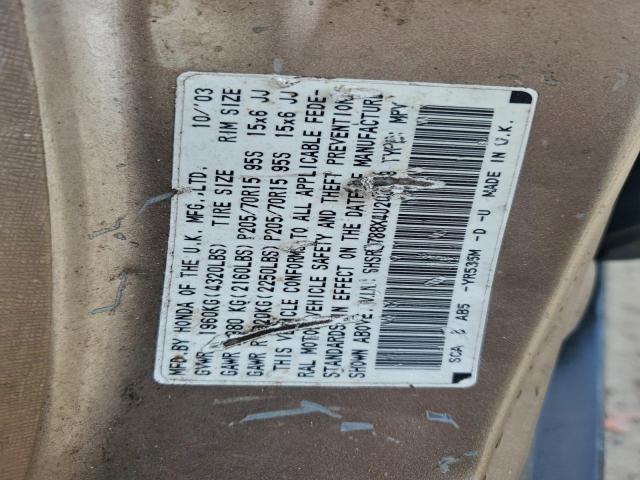 MFD.BY HONDA OF THE U.K. MFG.,LTD. 10/'03
GVWR 1960KG(4320LBS) TIRE SIZE RIM SIZE
GAWR 980 KG(2160LBS) P205/70R15 95S 15x6 JJ
GAWR R 1020KG(2250LBS) P205/70R15 95S 15x6 JJ
THIS VEHICLE CONFORMS TO ALL APPLICABLE FEDE-
RAL MOTOR VEHICLE SAFETY AND THEFT PREVENTION
STANDARDS IN EFFECT ON THE DATE OF MANUFACTURE
SHOWN ABOVE. TYPE: MPV
SCA B ABS -YR535M -D -U MADE IN U.K.